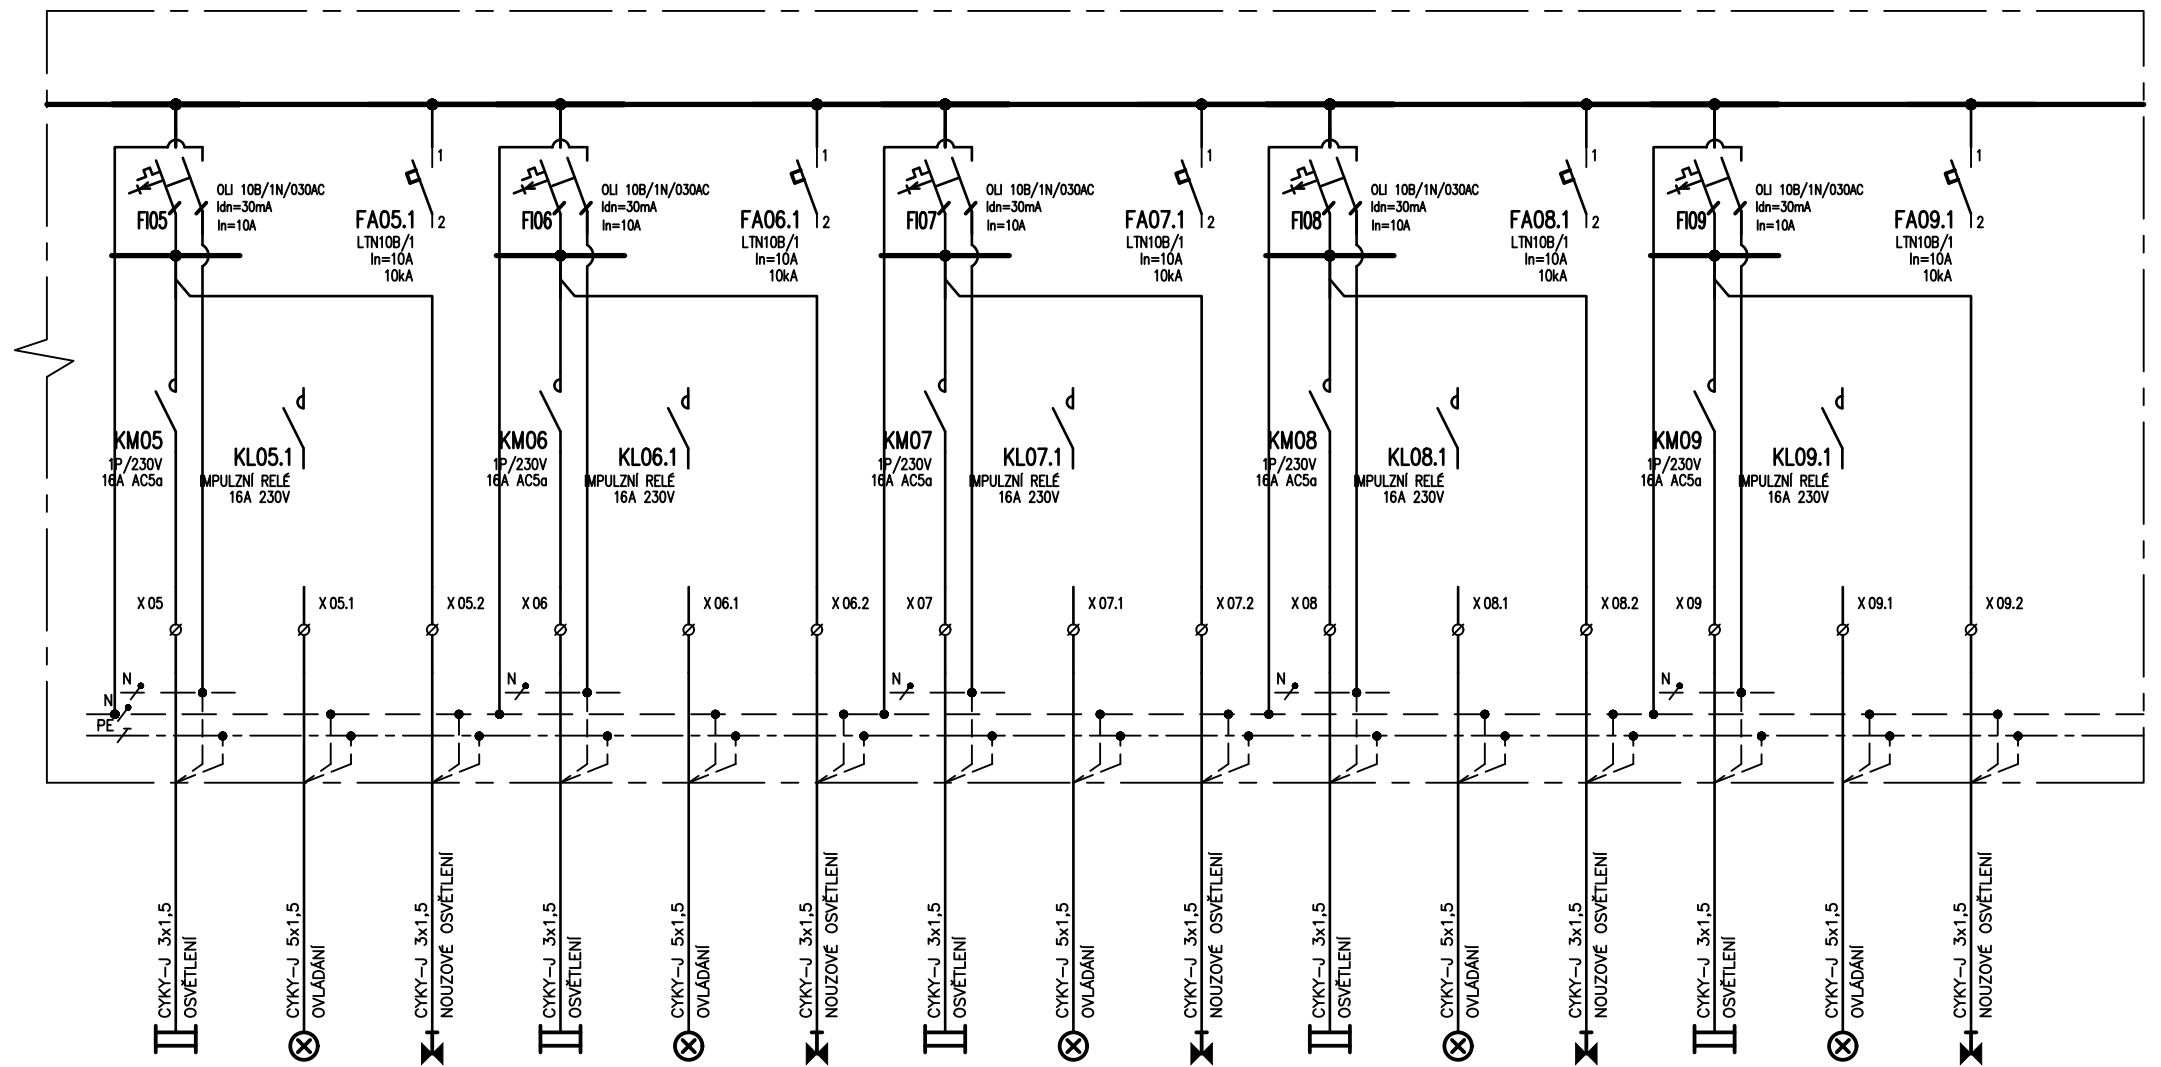 OLI 10B/1N/030AC
Idn=30mA
In=10A
FI05
1
FA05.1
2
LTN10B/1
In=10A
10kA
OLI 10B/1N/030AC
Idn=30mA
In=10A
FI06
1
FA06.1
2
LTN10B/1
In=10A
10kA
OLI 10B/1N/030AC
Idn=30mA
In=10A
FI07
1
FA07.1
2
LTN10B/1
In=10A
10kA
OLI 10B/1N/030AC
Idn=30mA
In=10A
FI08
1
FA08.1
2
LTN10B/1
In=10A
10kA
OLI 10B/1N/030AC
Idn=30mA
In=10A
FI09
1
FA09.1
2
LTN10B/1
In=10A
10kA
KM05
1P/230V
16A AC5a
KL05.1
IMPULZNÍ RELÉ
16A 230V
KM06
1P/230V
16A AC5a
KL06.1
IMPULZNÍ RELÉ
16A 230V
KM07
1P/230V
16A AC5a
KL07.1
IMPULZNÍ RELÉ
16A 230V
KM08
1P/230V
16A AC5a
KL08.1
IMPULZNÍ RELÉ
16A 230V
KM09
1P/230V
16A AC5a
KL09.1
IMPULZNÍ RELÉ
16A 230V
X 05
X 05.1
X 05.2
X 06
X 06.1
X 06.2
X 07
X 07.1
X 07.2
X 08
X 08.1
X 08.2
X 09
X 09.1
X 09.2
N
N
N
N
N
N
PE
CYKY-J 3x1,5
OSVĚTLENÍ
CYKY-J 5x1,5
OVLÁDÁNÍ
CYKY-J 3x1,5
NOUZOVÉ OSVĚTLENÍ
CYKY-J 3x1,5
OSVĚTLENÍ
CYKY-J 5x1,5
OVLÁDÁNÍ
CYKY-J 3x1,5
NOUZOVÉ OSVĚTLENÍ
CYKY-J 3x1,5
OSVĚTLENÍ
CYKY-J 5x1,5
OVLÁDÁNÍ
CYKY-J 3x1,5
NOUZOVÉ OSVĚTLENÍ
CYKY-J 3x1,5
OSVĚTLENÍ
CYKY-J 5x1,5
OVLÁDÁNÍ
CYKY-J 3x1,5
NOUZOVÉ OSVĚTLENÍ
CYKY-J 3x1,5
OSVĚTLENÍ
CYKY-J 5x1,5
OVLÁDÁNÍ
CYKY-J 3x1,5
NOUZOVÉ OSVĚTLENÍ